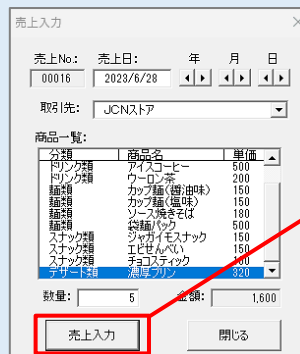 売上入力
売上No.: 売上日: 年 月 日
00016 2023/6/28
取引先: JCNストア
商品一覧:
分類 商品名 単価
ドリンク類 アイスコーヒー 500
ドリンク類 ウーロン茶 200
麺類 カップ麺(醤油味) 150
麺類 カップ麺(塩味) 150
麺類 ソース焼きそば 180
麺類 袋麺パック 500
スナック類 ジャガイモスナック 150
スナック類 エビせんべい 150
スナック類 チョコスティック 100
デザート類 濃厚プリン 320
数量: 5 金額: 1,600
売上入力 閉じる